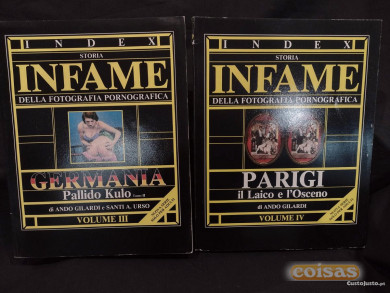 INDEX
STORIA
INFAME
DELLA FOTOGRAFIA PORNOGRAFICA
GERMANIA
Pallido Kulo
di ANDO GILARDI e SANTI A. URSO
VOLUME III
INDEX
STORIA
INFAME
DELLA FOTOGRAFIA PORNOGRAFICA
PARIGI
il Laico e l'Osceno
di ANDO GILARDI
VOLUME IV
coisas
CustoJusto.pt